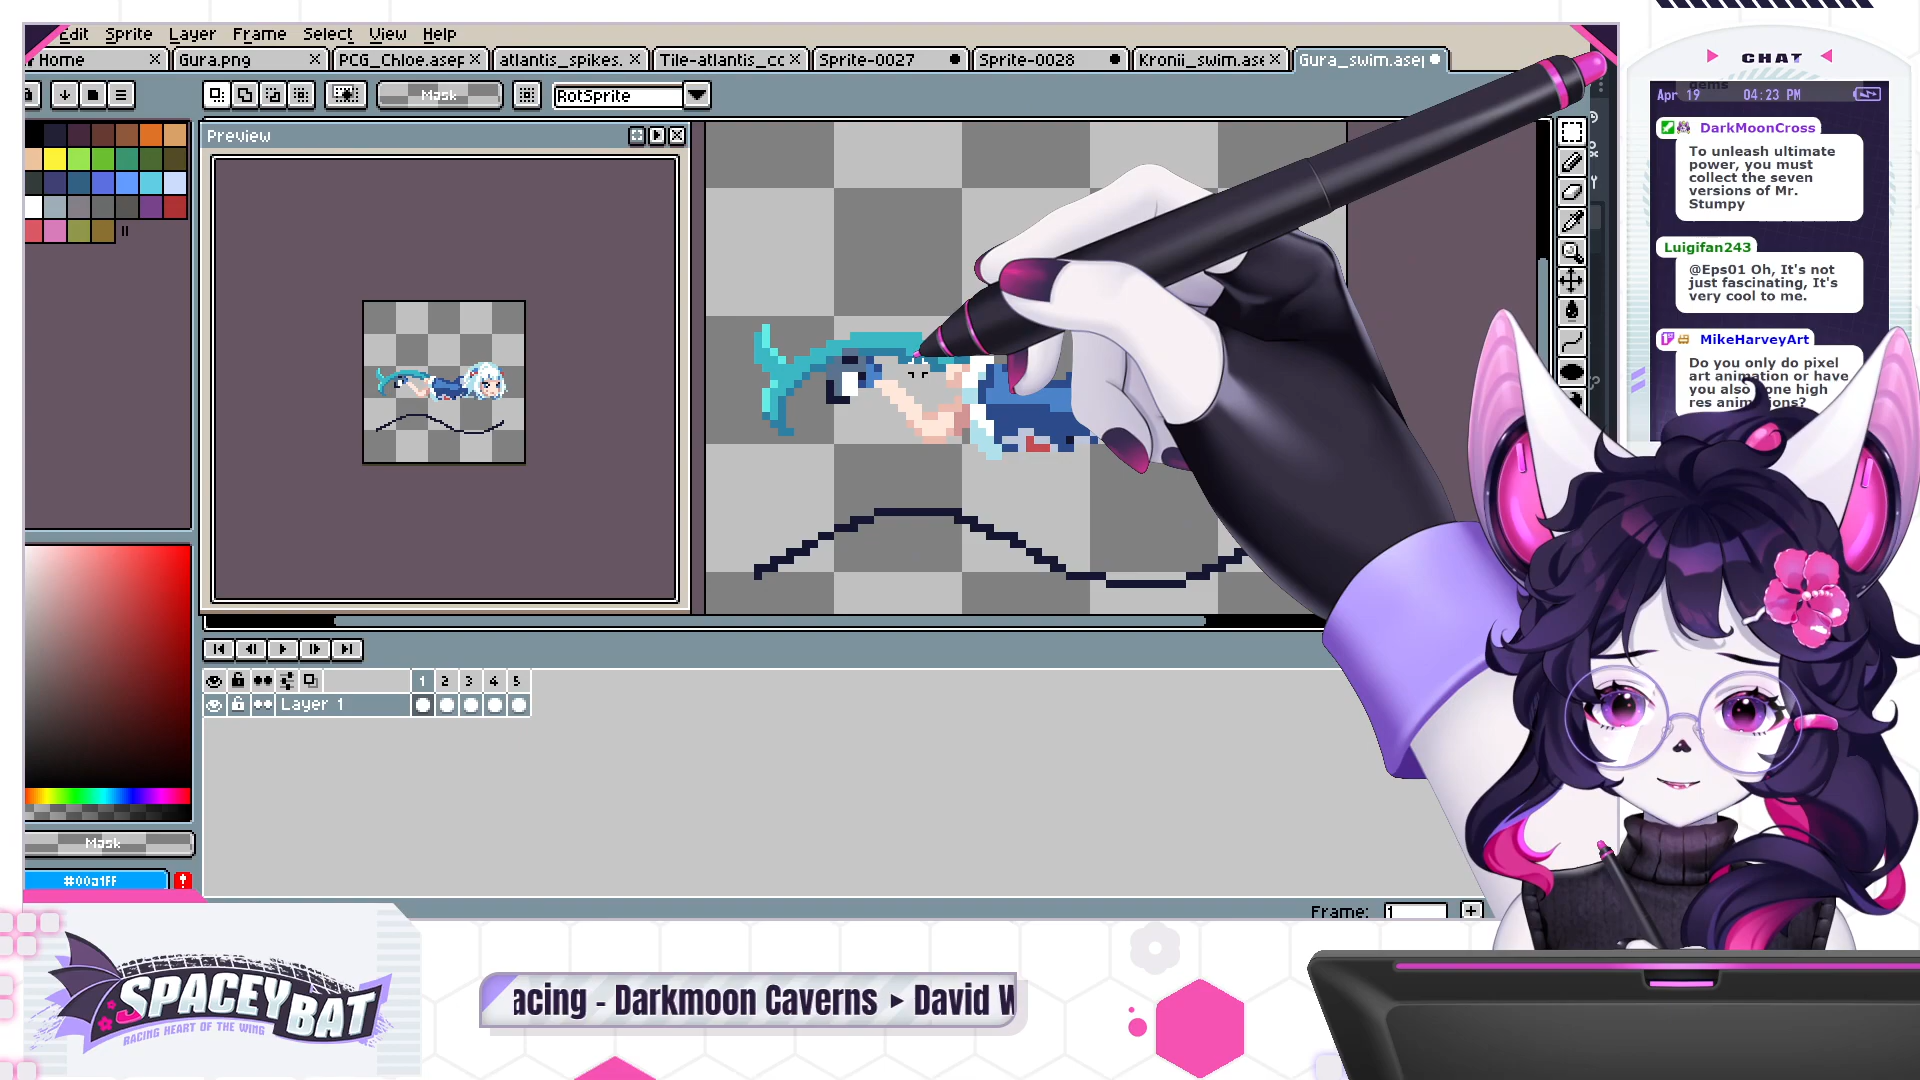 Edit Sprite Layer Frame Select View Help
Home
Gura.png
PCG_Chloe.asep
atlantis_spikes.
Tile-atlantis_cc
Sprite-0027
Sprite-0028
Kronii_swim.ase
Gura_swim.asep
Mask
RotSprite
Preview
1 2 3 4 5
Layer 1
Mask
#00a1FF
Frame: 1
CHAT
gems
Apr 19 04:23 PM
DarkMoonCross
To unleash ultimate
power, you must
collect the seven
versions of Mr.
Stumpy
Luigifan243
@Eps01 Oh, It's not
just fascinating, It's
very cool to me.
MikeHarveyArt
Do you only do pixel
art animation or have
you also done high
res animations?
SPACEYBAT
RACING HEART OF THE WING
acing - Darkmoon Caverns ▸ David W